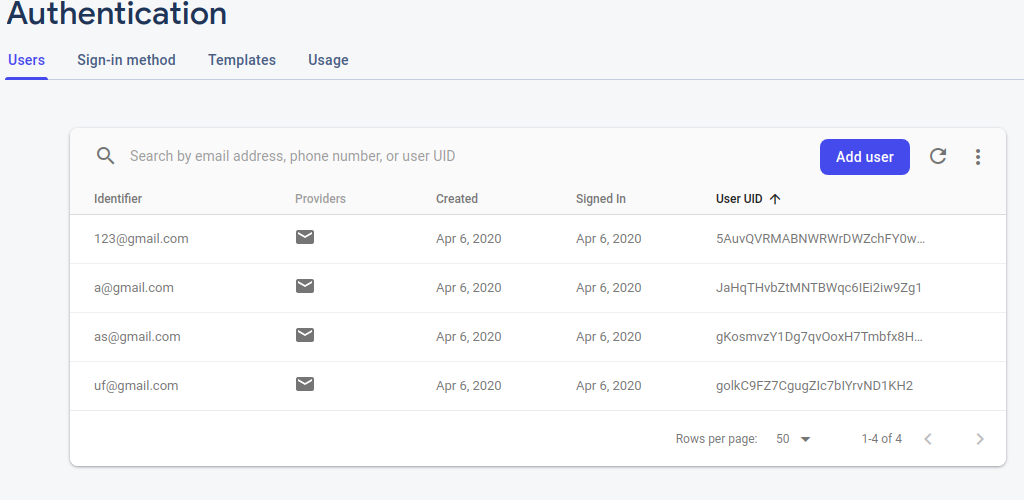 Authentication
Users Sign-in method Templates Usage
Search by email address, phone number, or user UID Add user
Identifier Providers Created Signed In User UID
123@gmail.com Apr 6, 2020 Apr 6, 2020 5AuvQVRMABNWRWrDWZchFY0w...
a@gmail.com Apr 6, 2020 Apr 6, 2020 JaHqTHvbZtMNTBWqc6IEi2iw9Zg1
as@gmail.com Apr 6, 2020 Apr 6, 2020 gKosmvzY1Dg7qvOoxH7Tmbfx8H...
uf@gmail.com Apr 6, 2020 Apr 6, 2020 golkC9FZ7CgugZIc7bIYrvND1KH2
Rows per page: 50 1-4 of 4